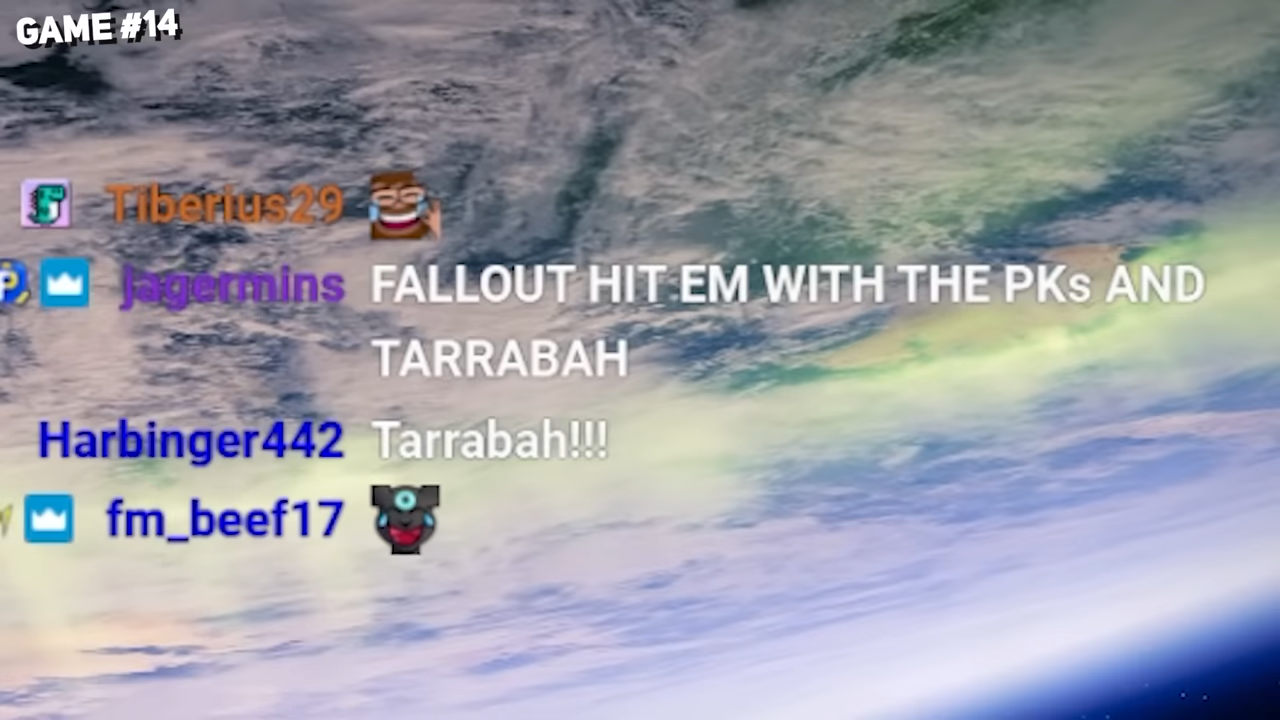 GAME #14
Tiberius29
jagermins FALLOUT HIT EM WITH THE PKs AND
TARRABAH
Harbinger442 Tarrabah!!!
fm_beef17